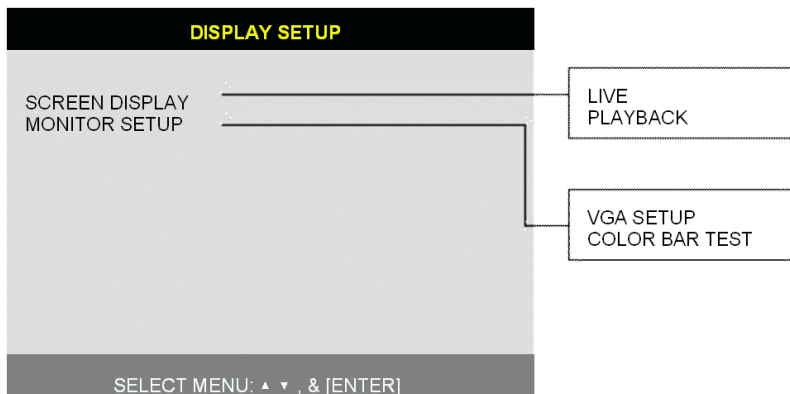 DISPLAY SETUP
SCREEN DISPLAY
MONITOR SETUP
LIVE
PLAYBACK
VGA SETUP
COLOR BAR TEST
SELECT MENU: ▲ ▼ , & [ENTER]